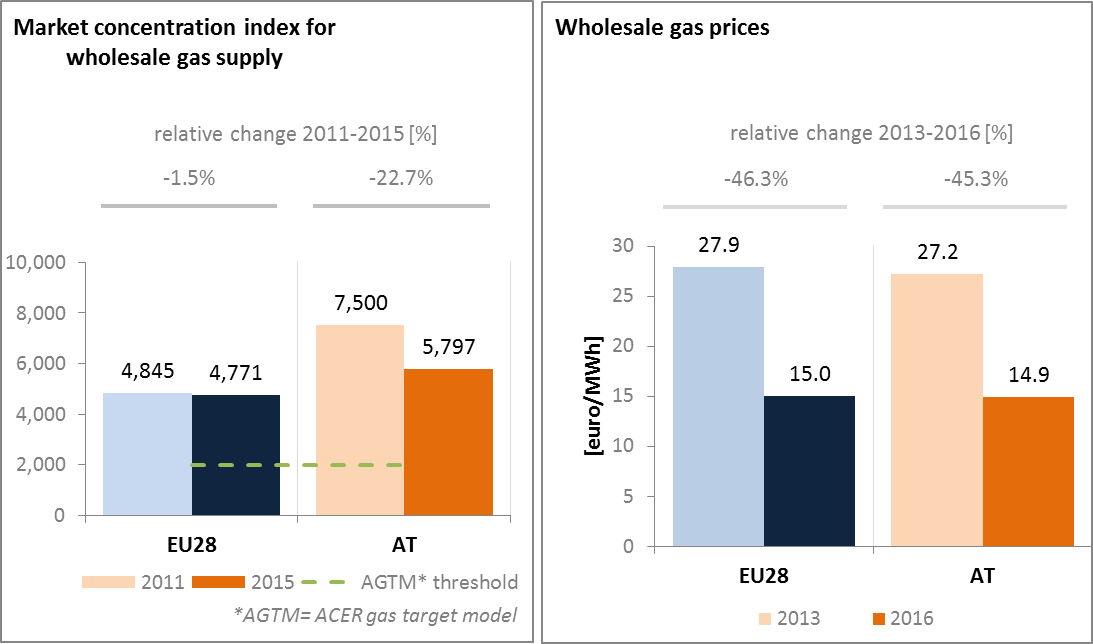 Market concentration index for
wholesale gas supply
relative change 2011-2015 [%]
-1.5% -22.7%
10,000
8,000
6,000
4,000
2,000
0
4,845 4,771 7,500 5,797
EU28 AT
2011 2015 AGTM* threshold
*AGTM= ACER gas target model
Wholesale gas prices
relative change 2013-2016 [%]
-46.3% -45.3%
[euro/MWh]
30
25
20
15
10
5
0
27.9 15.0 27.2 14.9
EU28 AT
2013 2016